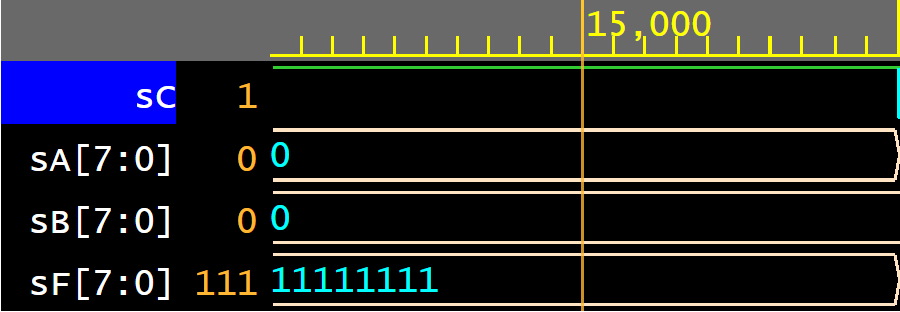 15,000
sC 1
sA[7:0] 0 0
sB[7:0] 0 0
sF[7:0] 111 11111111